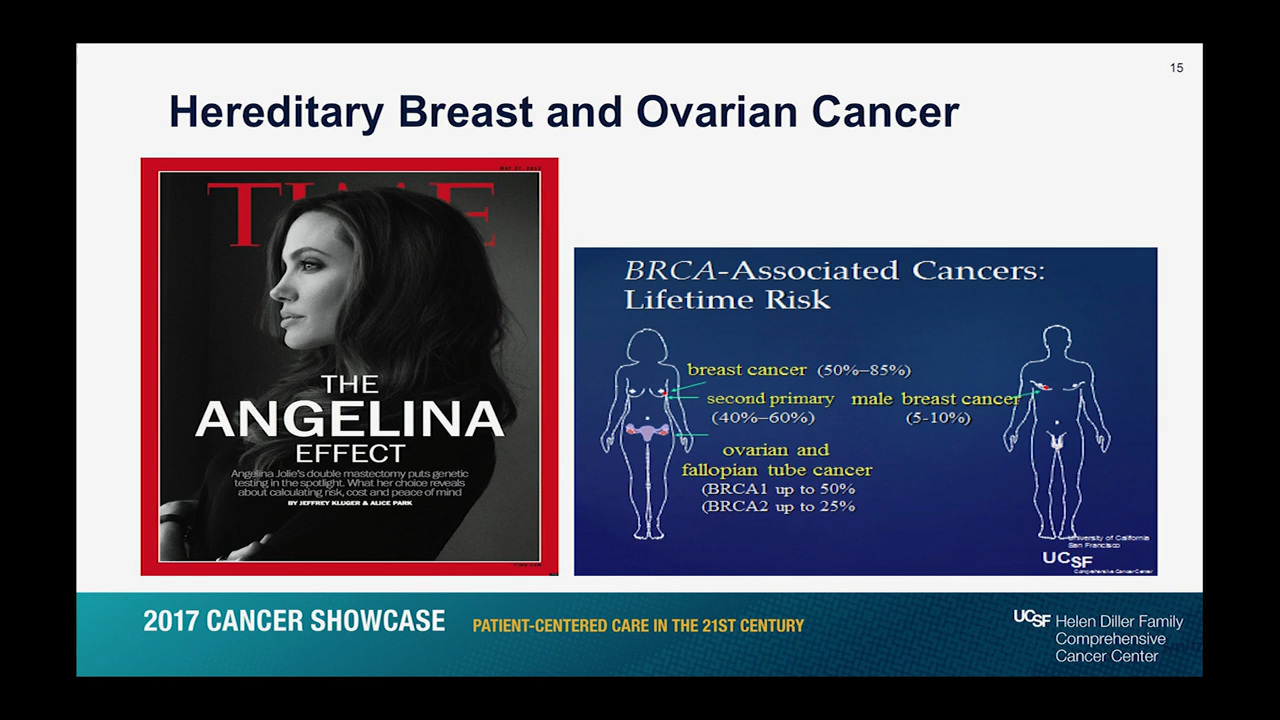 15
Hereditary Breast and Ovarian Cancer
TIME
THE
ANGELINA
EFFECT
Angelina Jolie's double mastectomy puts genetic
testing in the spotlight. What her choice reveals
about calculating risk, cost and peace of mind
BY JEFFREY KLUGER & ALICE PARK
BRCA-Associated Cancers:
Lifetime Risk
breast cancer (50%–85%)
second primary
(40%–60%)
male breast cancer
(5-10%)
ovarian and
fallopian tube cancer
(BRCA1 up to 50%
(BRCA2 up to 25%
University of California
San Francisco
UCSF
Comprehensive Cancer Center
2017 CANCER SHOWCASE
PATIENT-CENTERED CARE IN THE 21ST CENTURY
UCSF Helen Diller Family
Comprehensive
Cancer Center